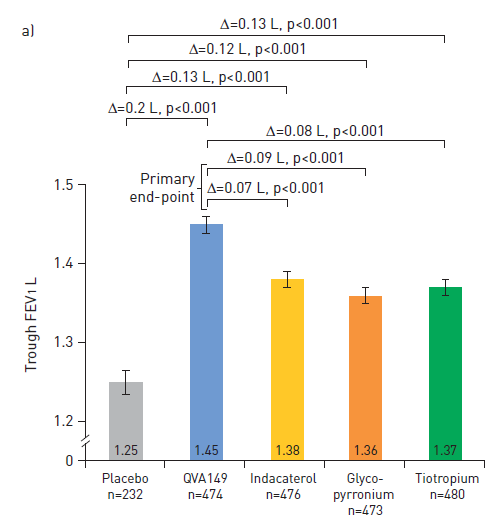 a)
Δ=0.13 L, p<0.001
Δ=0.12 L, p<0.001
Δ=0.13 L, p<0.001
Δ=0.2 L, p<0.001
Δ=0.08 L, p<0.001
Δ=0.09 L, p<0.001
Primary
end-point
Δ=0.07 L, p<0.001
Trough FEV1 L
1.5
1.4
1.3
1.2
0
1.25
1.45
1.38
1.36
1.37
Placebo
n=232
QVA149
n=474
Indacaterol
n=476
Glyco-
pyrronium
n=473
Tiotropium
n=480